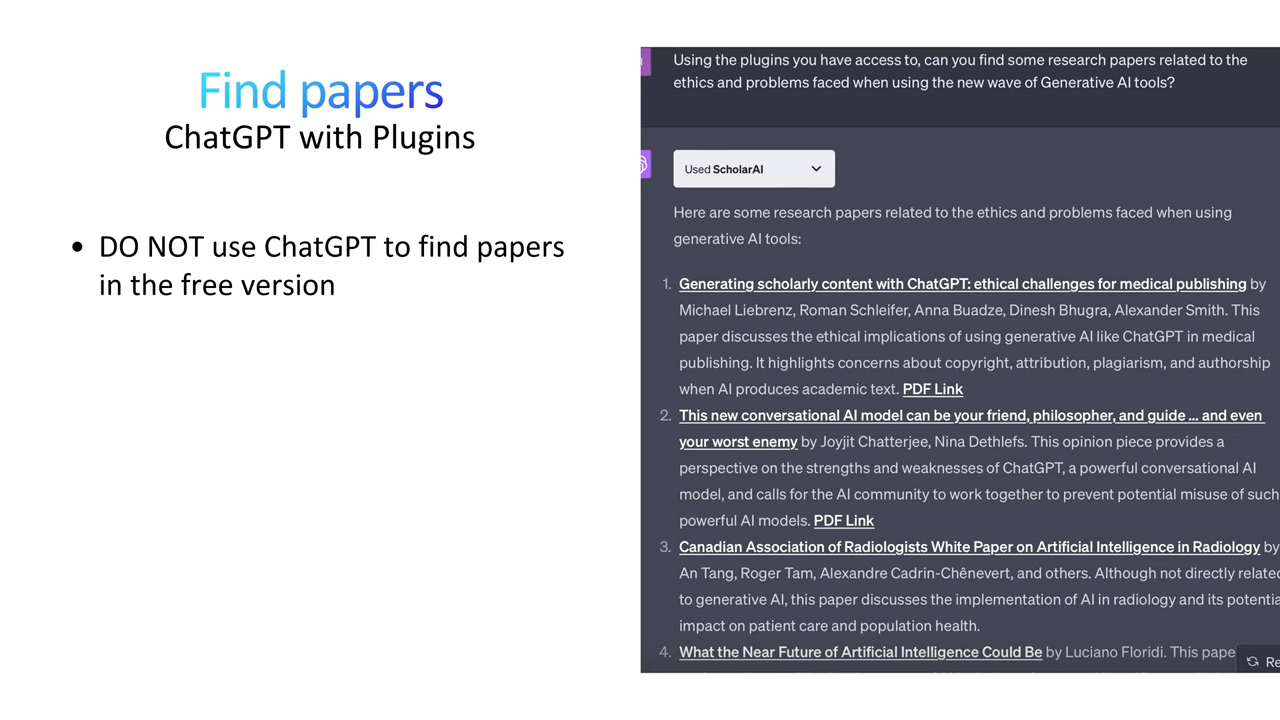 Find papers
ChatGPT with Plugins
• DO NOT use ChatGPT to find papers
in the free version
Using the plugins you have access to, can you find some research papers related to the
ethics and problems faced when using the new wave of Generative AI tools?
Used ScholarAI
Here are some research papers related to the ethics and problems faced when using
generative AI tools:
1. Generating scholarly content with ChatGPT: ethical challenges for medical publishing by
Michael Liebrenz, Roman Schleifer, Anna Buadze, Dinesh Bhugra, Alexander Smith. This
paper discusses the ethical implications of using generative AI like ChatGPT in medical
publishing. It highlights concerns about copyright, attribution, plagiarism, and authorship
when AI produces academic text. PDF Link
2. This new conversational AI model can be your friend, philosopher, and guide ... and even
your worst enemy by Joyjit Chatterjee, Nina Dethlefs. This opinion piece provides a
perspective on the strengths and weaknesses of ChatGPT, a powerful conversational AI
model, and calls for the AI community to work together to prevent potential misuse of such
powerful AI models. PDF Link
3. Canadian Association of Radiologists White Paper on Artificial Intelligence in Radiology by
An Tang, Roger Tam, Alexandre Cadrin-Chênevert, and others. Although not directly related
to generative AI, this paper discusses the implementation of AI in radiology and its potentia
impact on patient care and population health.
4. What the Near Future of Artificial Intelligence Could Be by Luciano Floridi. This pape
Re